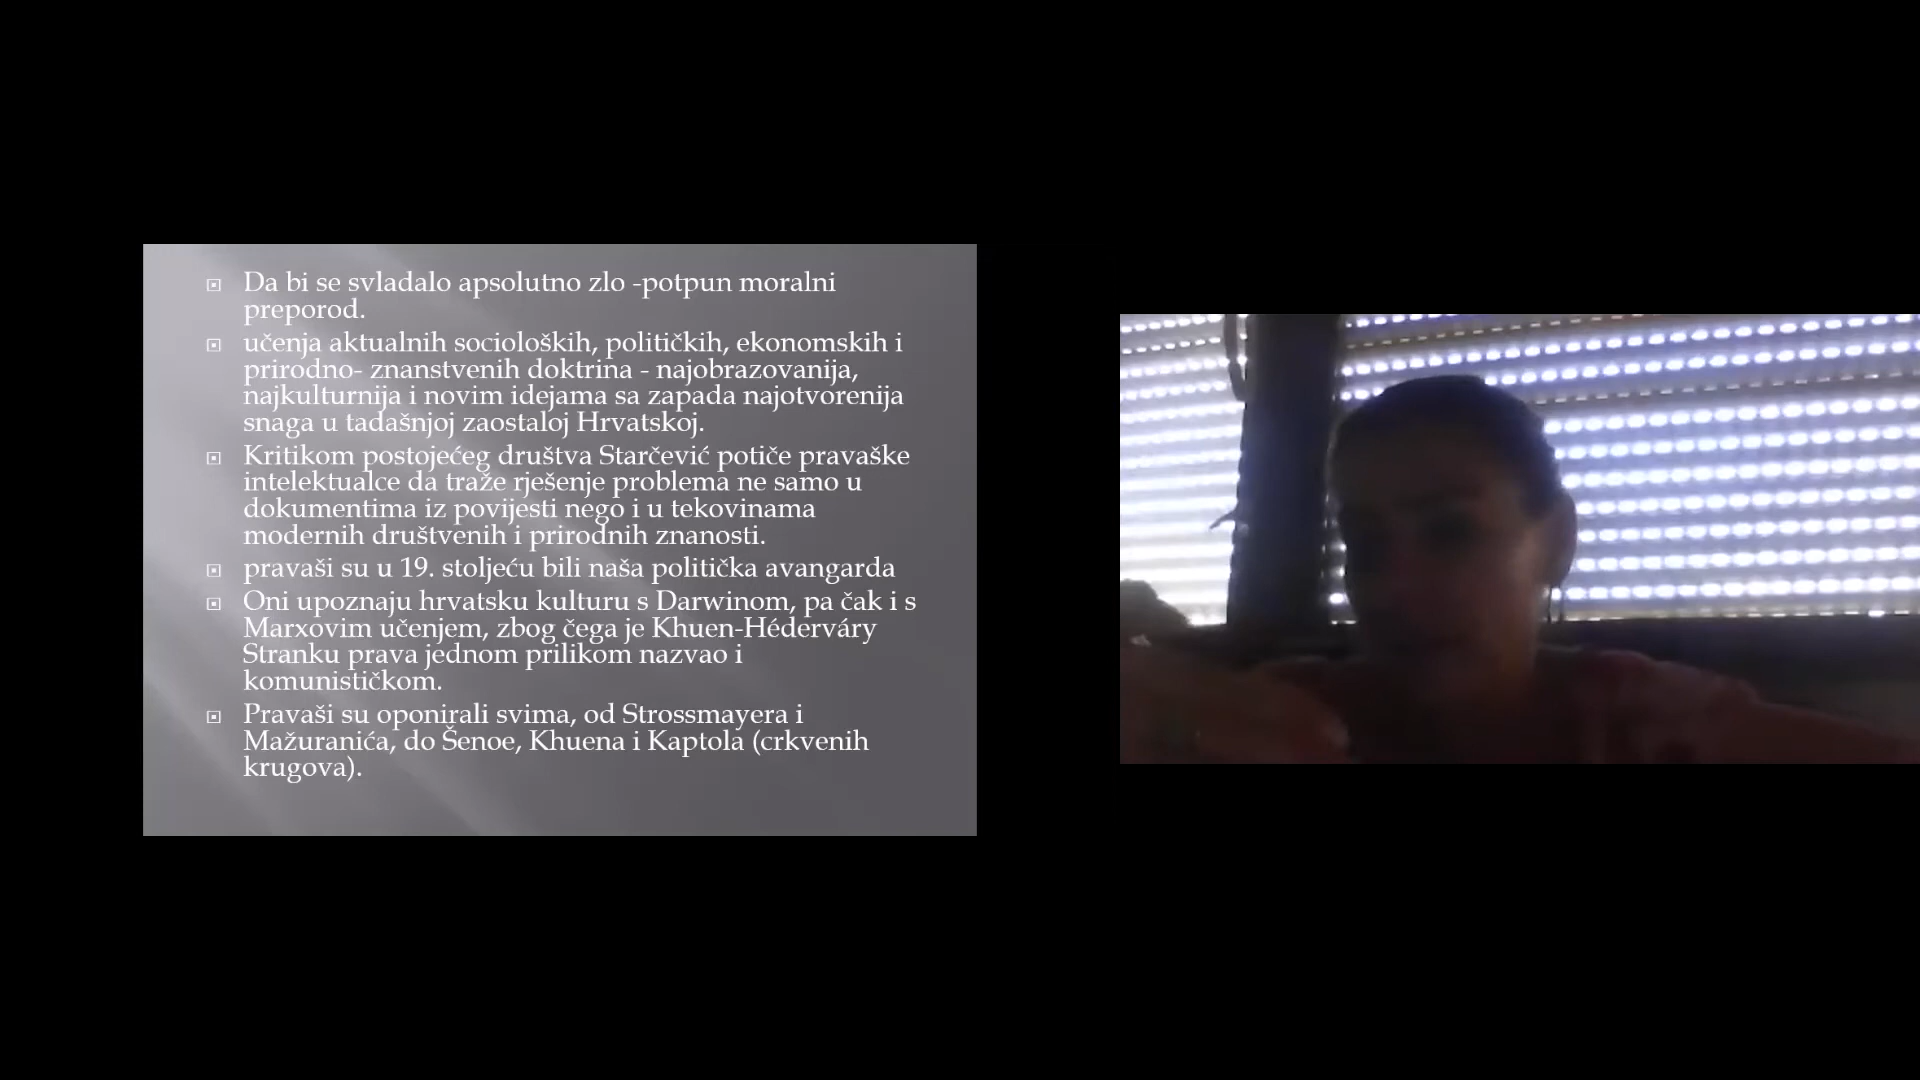 Da bi se svladalo apsolutno zlo -potpun moralni
preporod.
učenja aktualnih socioloških, političkih, ekonomskih i
prirodno- znanstvenih doktrina - najobrazovanija,
najkulturnija i novim idejama sa zapada najotvorenija
snaga u tadašnjoj zaostaloj Hrvatskoj.
Kritikom postojećeg društva Starčević potiče pravaške
intelektualce da traže rješenje problema ne samo u
dokumentima iz povijesti nego i u tekovinama
modernih društvenih i prirodnih znanosti.
pravaši su u 19. stoljeću bili naša politička avangarda
Oni upoznaju hrvatsku kulturu s Darwinom, pa čak i s
Marxovim učenjem, zbog čega je Khuen-Héderváry
Stranku prava jednom prilikom nazvao i
komunističkom.
Pravaši su oponirali svima, od Strossmayera i
Mažuranića, do Šenoe, Khuena i Kaptola (crkvenih
krugova).